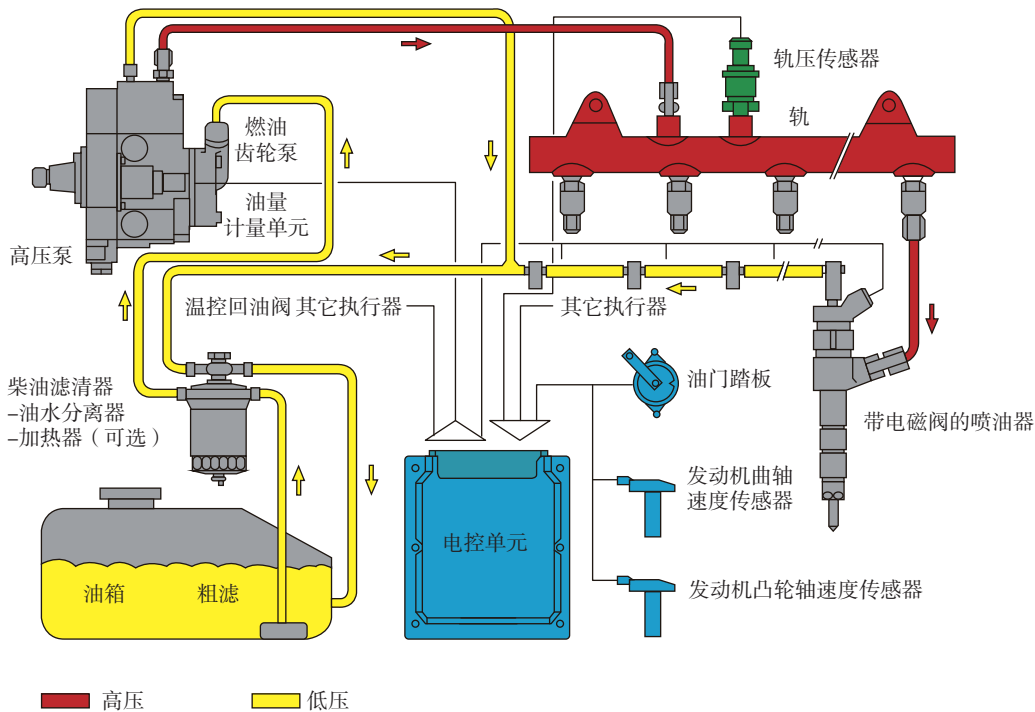 轨压传感器
轨
燃油
齿轮泵
油量
计量单元
高压泵
温控回油阀 其它执行器
其它执行器
柴油滤清器
–油水分离器
–加热器（可选）
油门踏板
带电磁阀的喷油器
发动机曲轴
速度传感器
电控单元
油箱
粗滤
发动机凸轮轴速度传感器
高压
低压